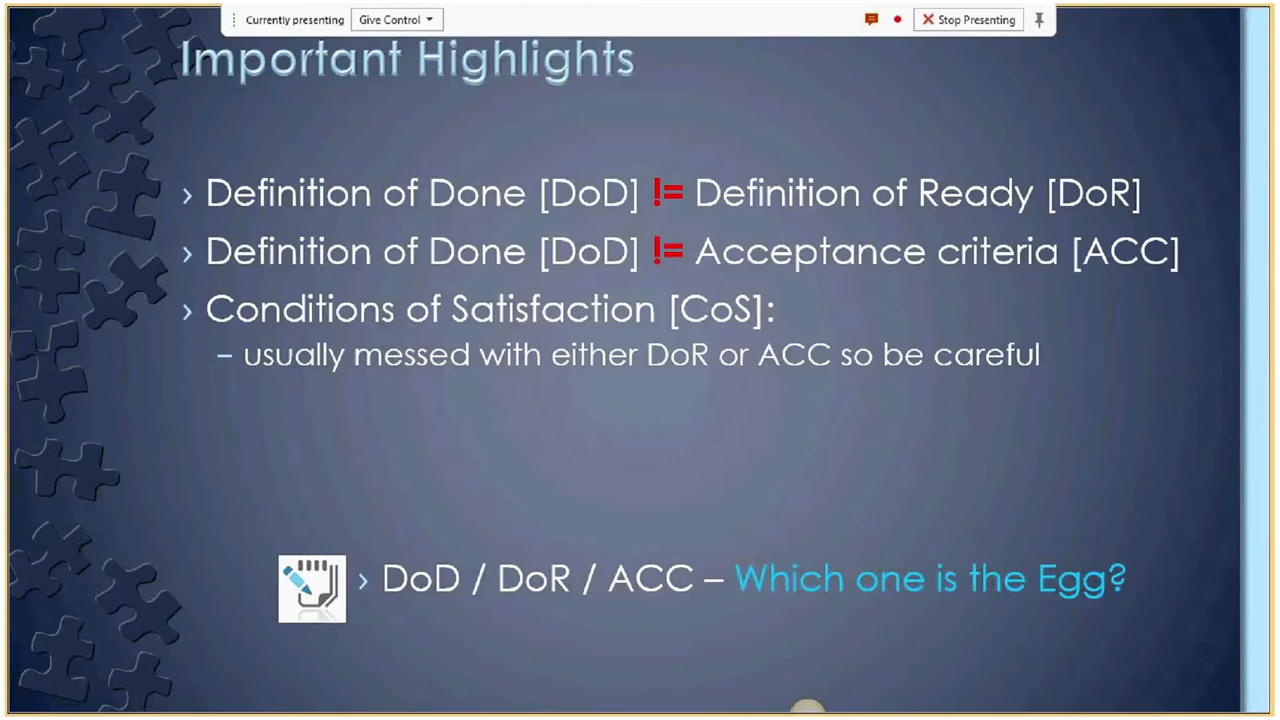 Currently presenting Give Control Stop Presenting
Important Highlights
› Definition of Done [DoD] != Definition of Ready [DoR]
› Definition of Done [DoD] != Acceptance criteria [ACC]
› Conditions of Satisfaction [CoS]:
– usually messed with either DoR or ACC so be careful
› DoD / DoR / ACC – Which one is the Egg?